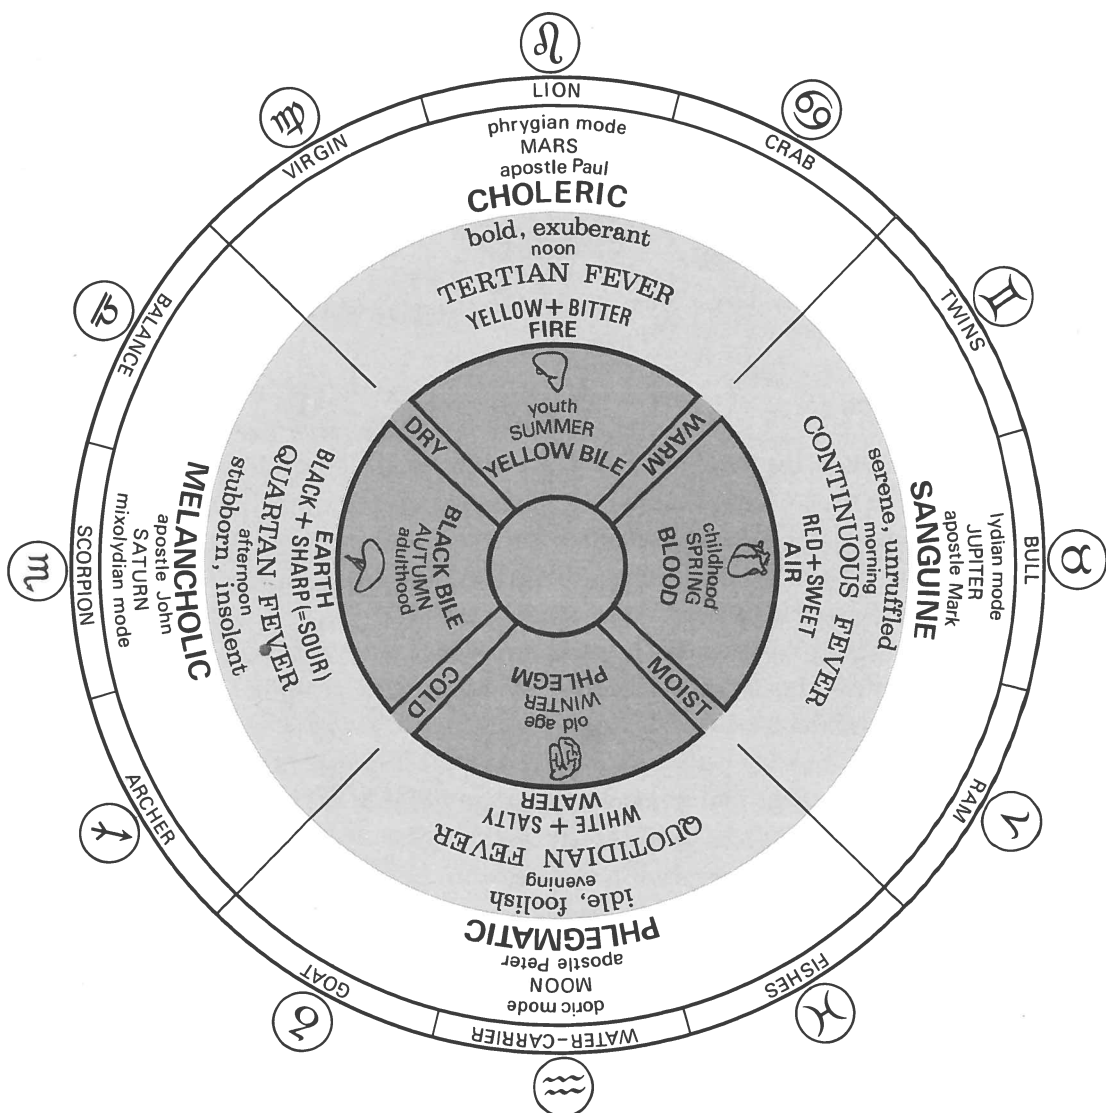 LION
CRAB
TWINS
BULL
RAM
FISHES
WATER-CARRIER
GOAT
ARCHER
SCORPION
BALANCE
VIRGIN
phrygian mode
MARS
apostle Paul
CHOLERIC
bold, exuberant
noon
TERTIAN FEVER
YELLOW + BITTER
FIRE
youth
SUMMER
YELLOW BILE
lydian mode
JUPITER
apostle Mark
SANGUINE
serene, unruffled
morning
CONTINUOUS FEVER
RED + SWEET
AIR
childhood
SPRING
BLOOD
doric mode
MOON
apostle Peter
PHLEGMATIC
idle, foolish
evening
QUOTIDIAN FEVER
WHITE + SALTY
WATER
old age
WINTER
PHLEGM
mixolydian mode
SATURN
apostle John
MELANCHOLIC
stubborn, insolent
afternoon
QUARTAN FEVER
BLACK + SHARP (=SOUR)
EARTH
adulthood
AUTUMN
BLACK BILE
DRY
WARM
MOIST
COLD